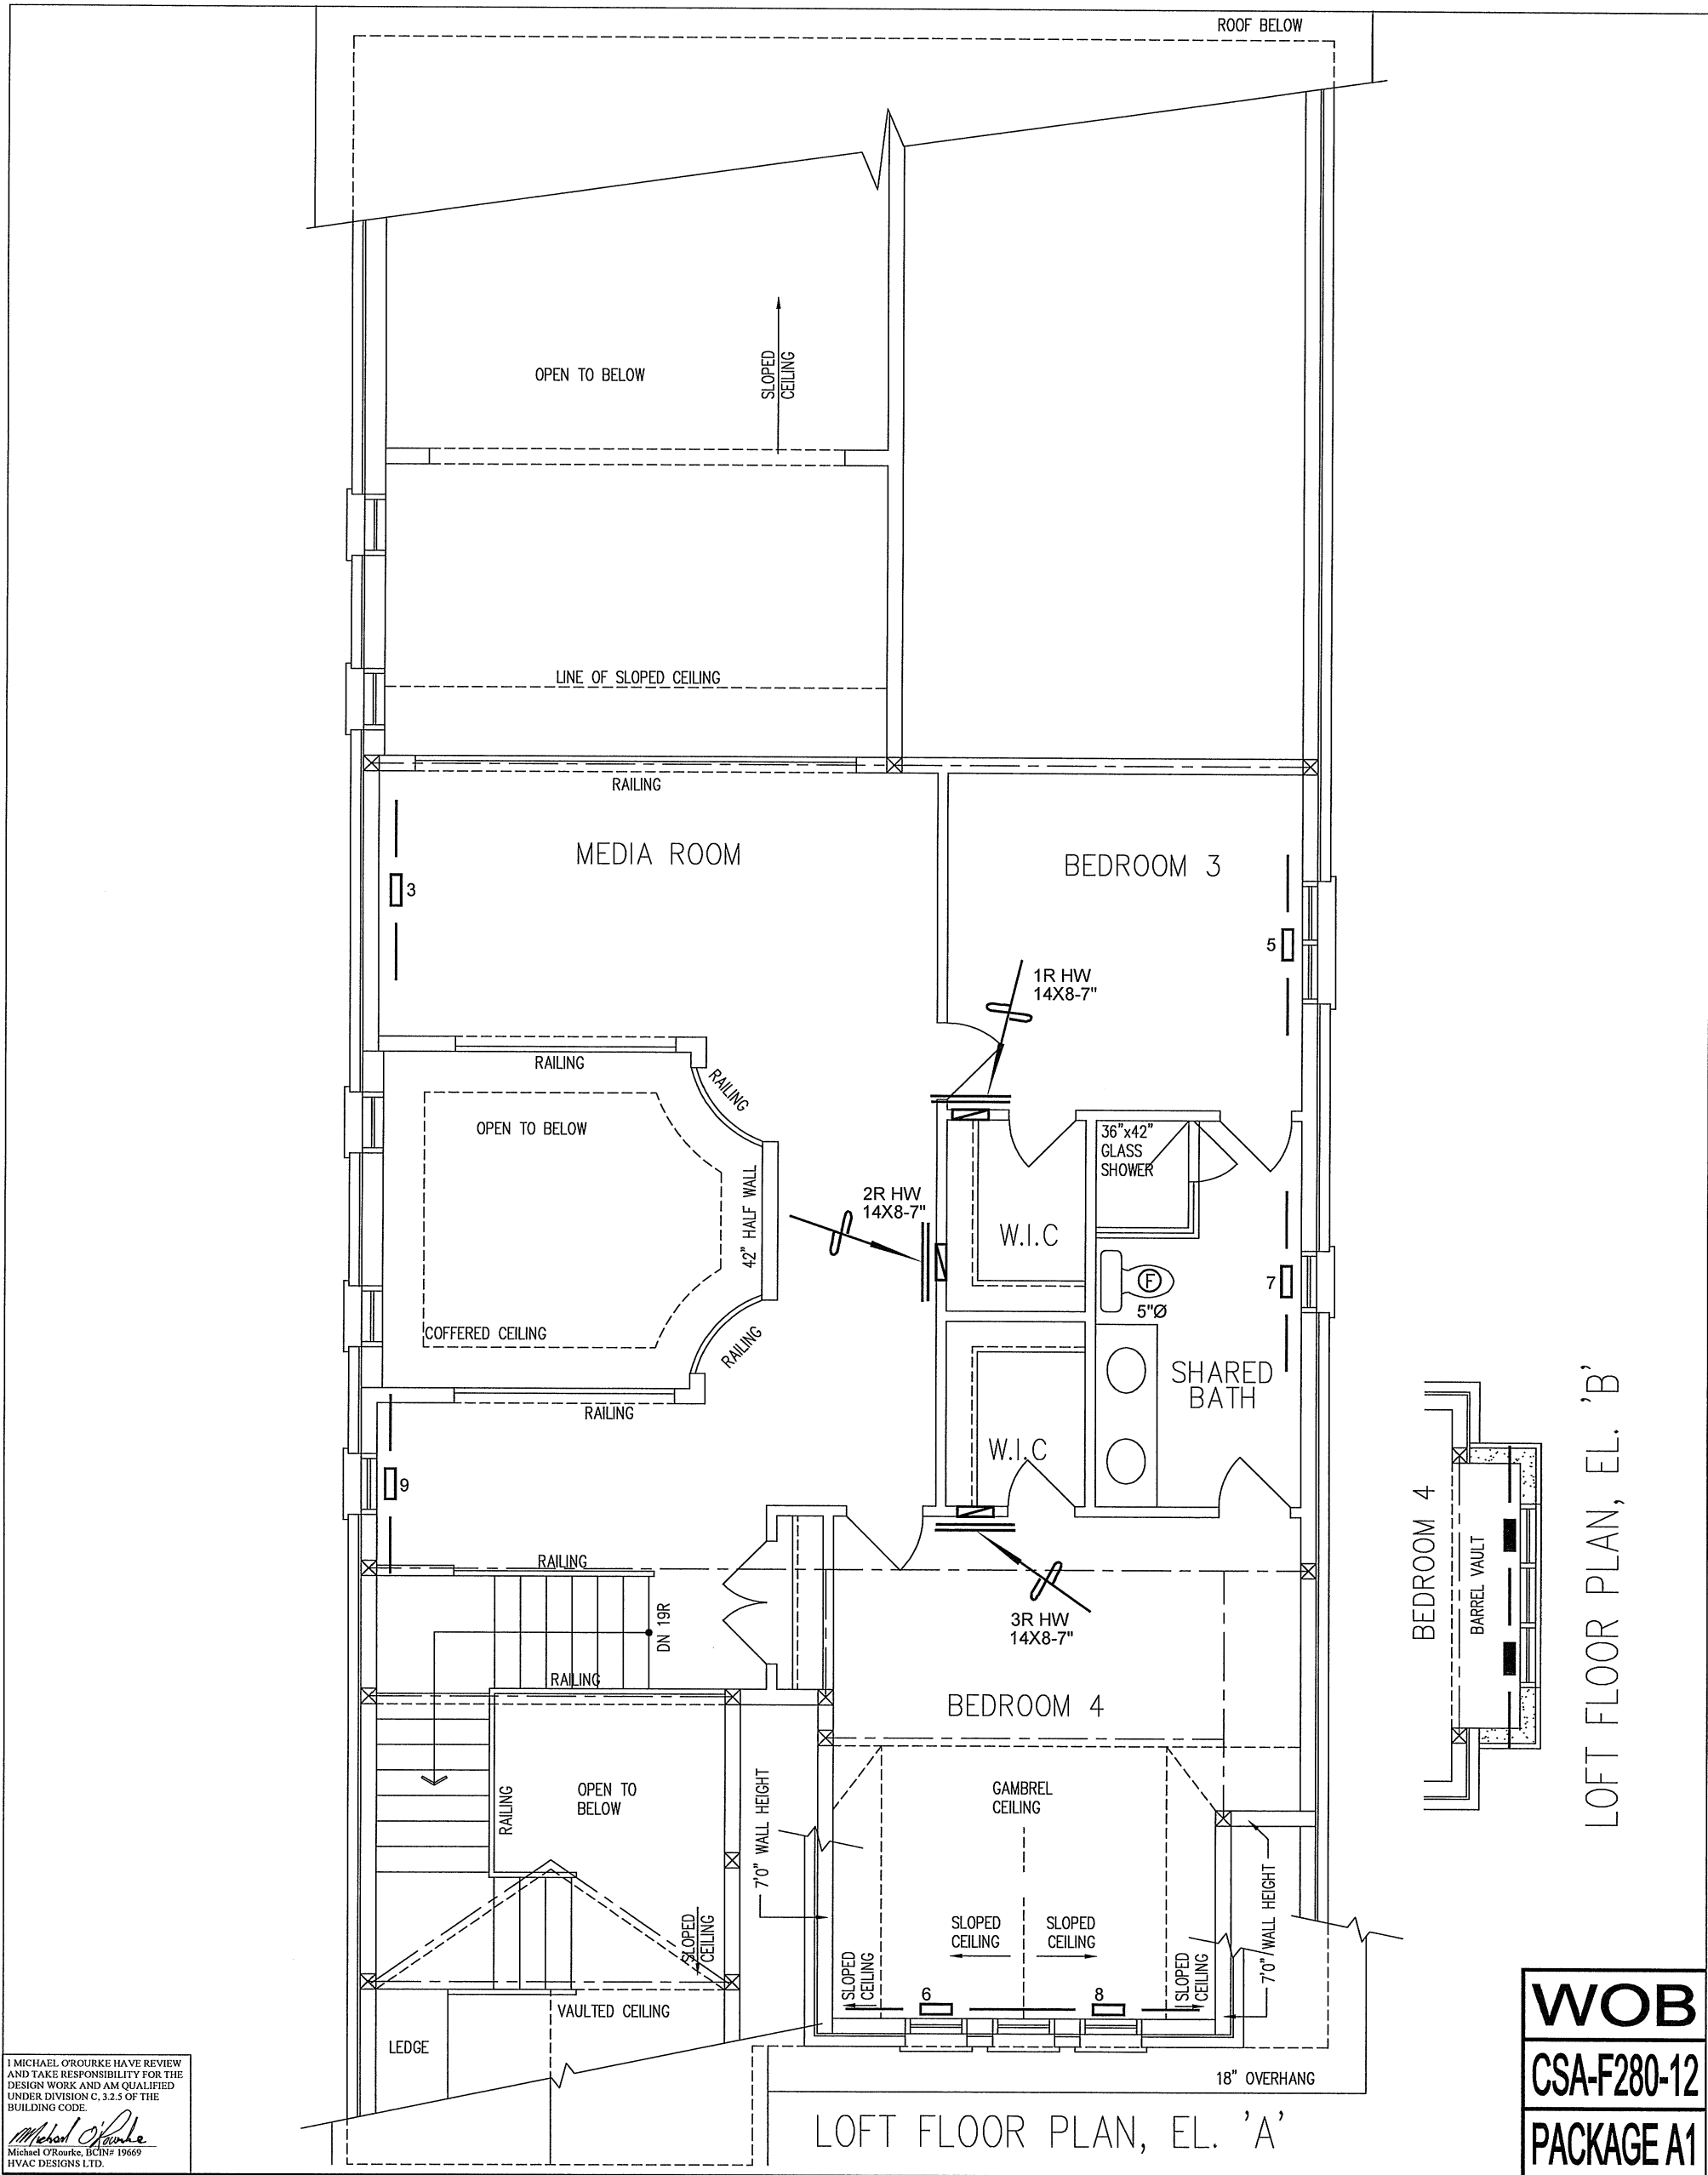 ROOF BELOW
OPEN TO BELOW
SLOPED
CEILING
LINE OF SLOPED CEILING
RAILING
MEDIA ROOM
BEDROOM 3
3
5
1R HW
14X8-7"
RAILING
RAILING
OPEN TO BELOW
36"x42"
GLASS
SHOWER
42" HALF WALL
2R HW
14X8-7"
W.I.C
F
5"Ø
7
COFFERED CEILING
RAILING
SHARED
BATH
RAILING
W.I.C
9
RAILING
DN 19R
3R HW
14X8-7"
RAILING
BEDROOM 4
OPEN TO
BELOW
RAILING
7'0" WALL HEIGHT
GAMBREL
CEILING
7'0" WALL HEIGHT
SLOPED
CEILING
SLOPED
CEILING
SLOPED
CEILING
SLOPED
CEILING
SLOPED
CEILING
6
8
VAULTED CEILING
LEDGE
18" OVERHANG
LOFT FLOOR PLAN, EL. 'A'
BEDROOM 4
BARREL VAULT
LOFT FLOOR PLAN, EL. 'B'
I MICHAEL O'ROURKE HAVE REVIEW
AND TAKE RESPONSIBILITY FOR THE
DESIGN WORK AND AM QUALIFIED
UNDER DIVISION C, 3.2.5 OF THE
BUILDING CODE.
Michael O'Rourke
Michael O'Rourke, BCIN# 19669
HVAC DESIGNS LTD.
WOB
CSA-F280-12
PACKAGE A1